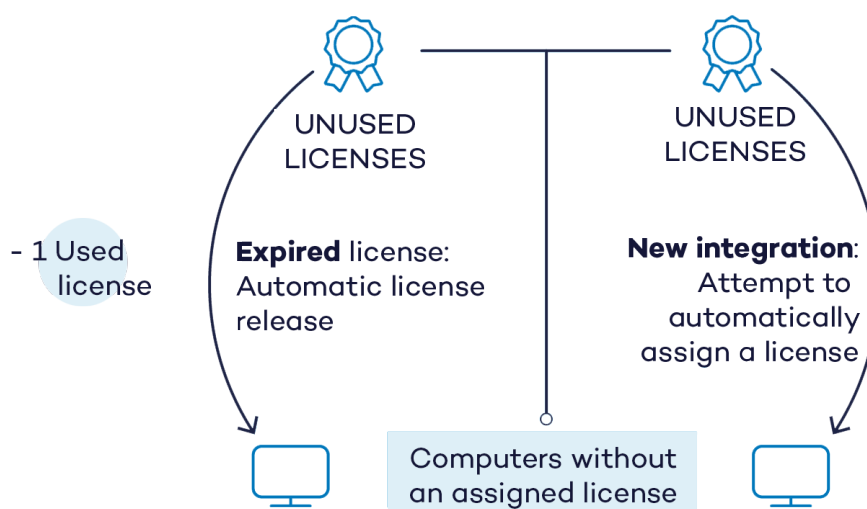 UNUSED
LICENSES
UNUSED
LICENSES
- 1 Used
license
Expired license:
Automatic license
release
New integration:
Attempt to
automatically
assign a license
Computers without
an assigned license